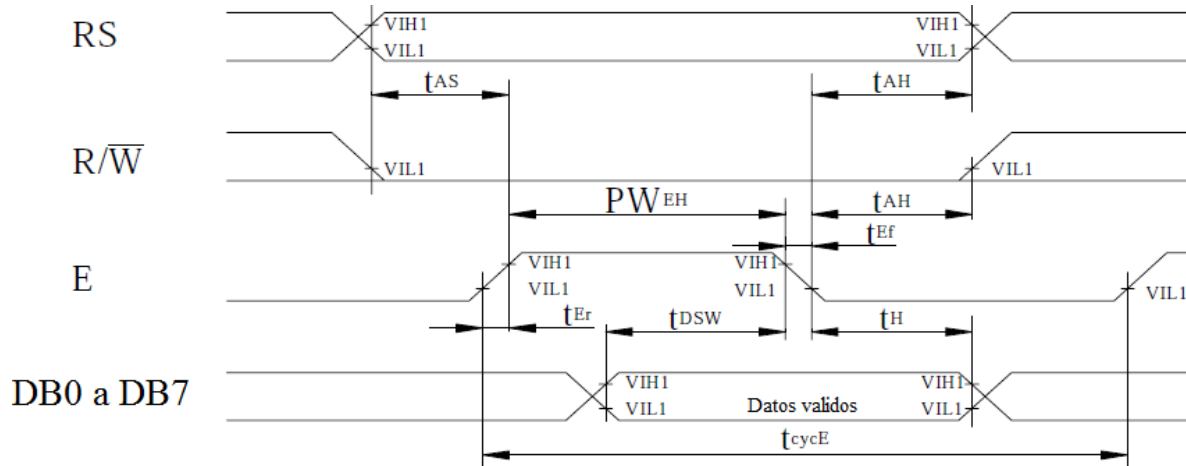 RS
VIH1
VIH1
VIL1
VIL1
tAS
tAH
R/W̅
VIL1
VIL1
PWEH
tAH
tEf
E
VIH1
VIH1
VIL1
VIL1
VIL1
tEr
tDSW
tH
DB0 a DB7
VIH1
VIH1
VIL1
Datos validos
VIL1
tcycE